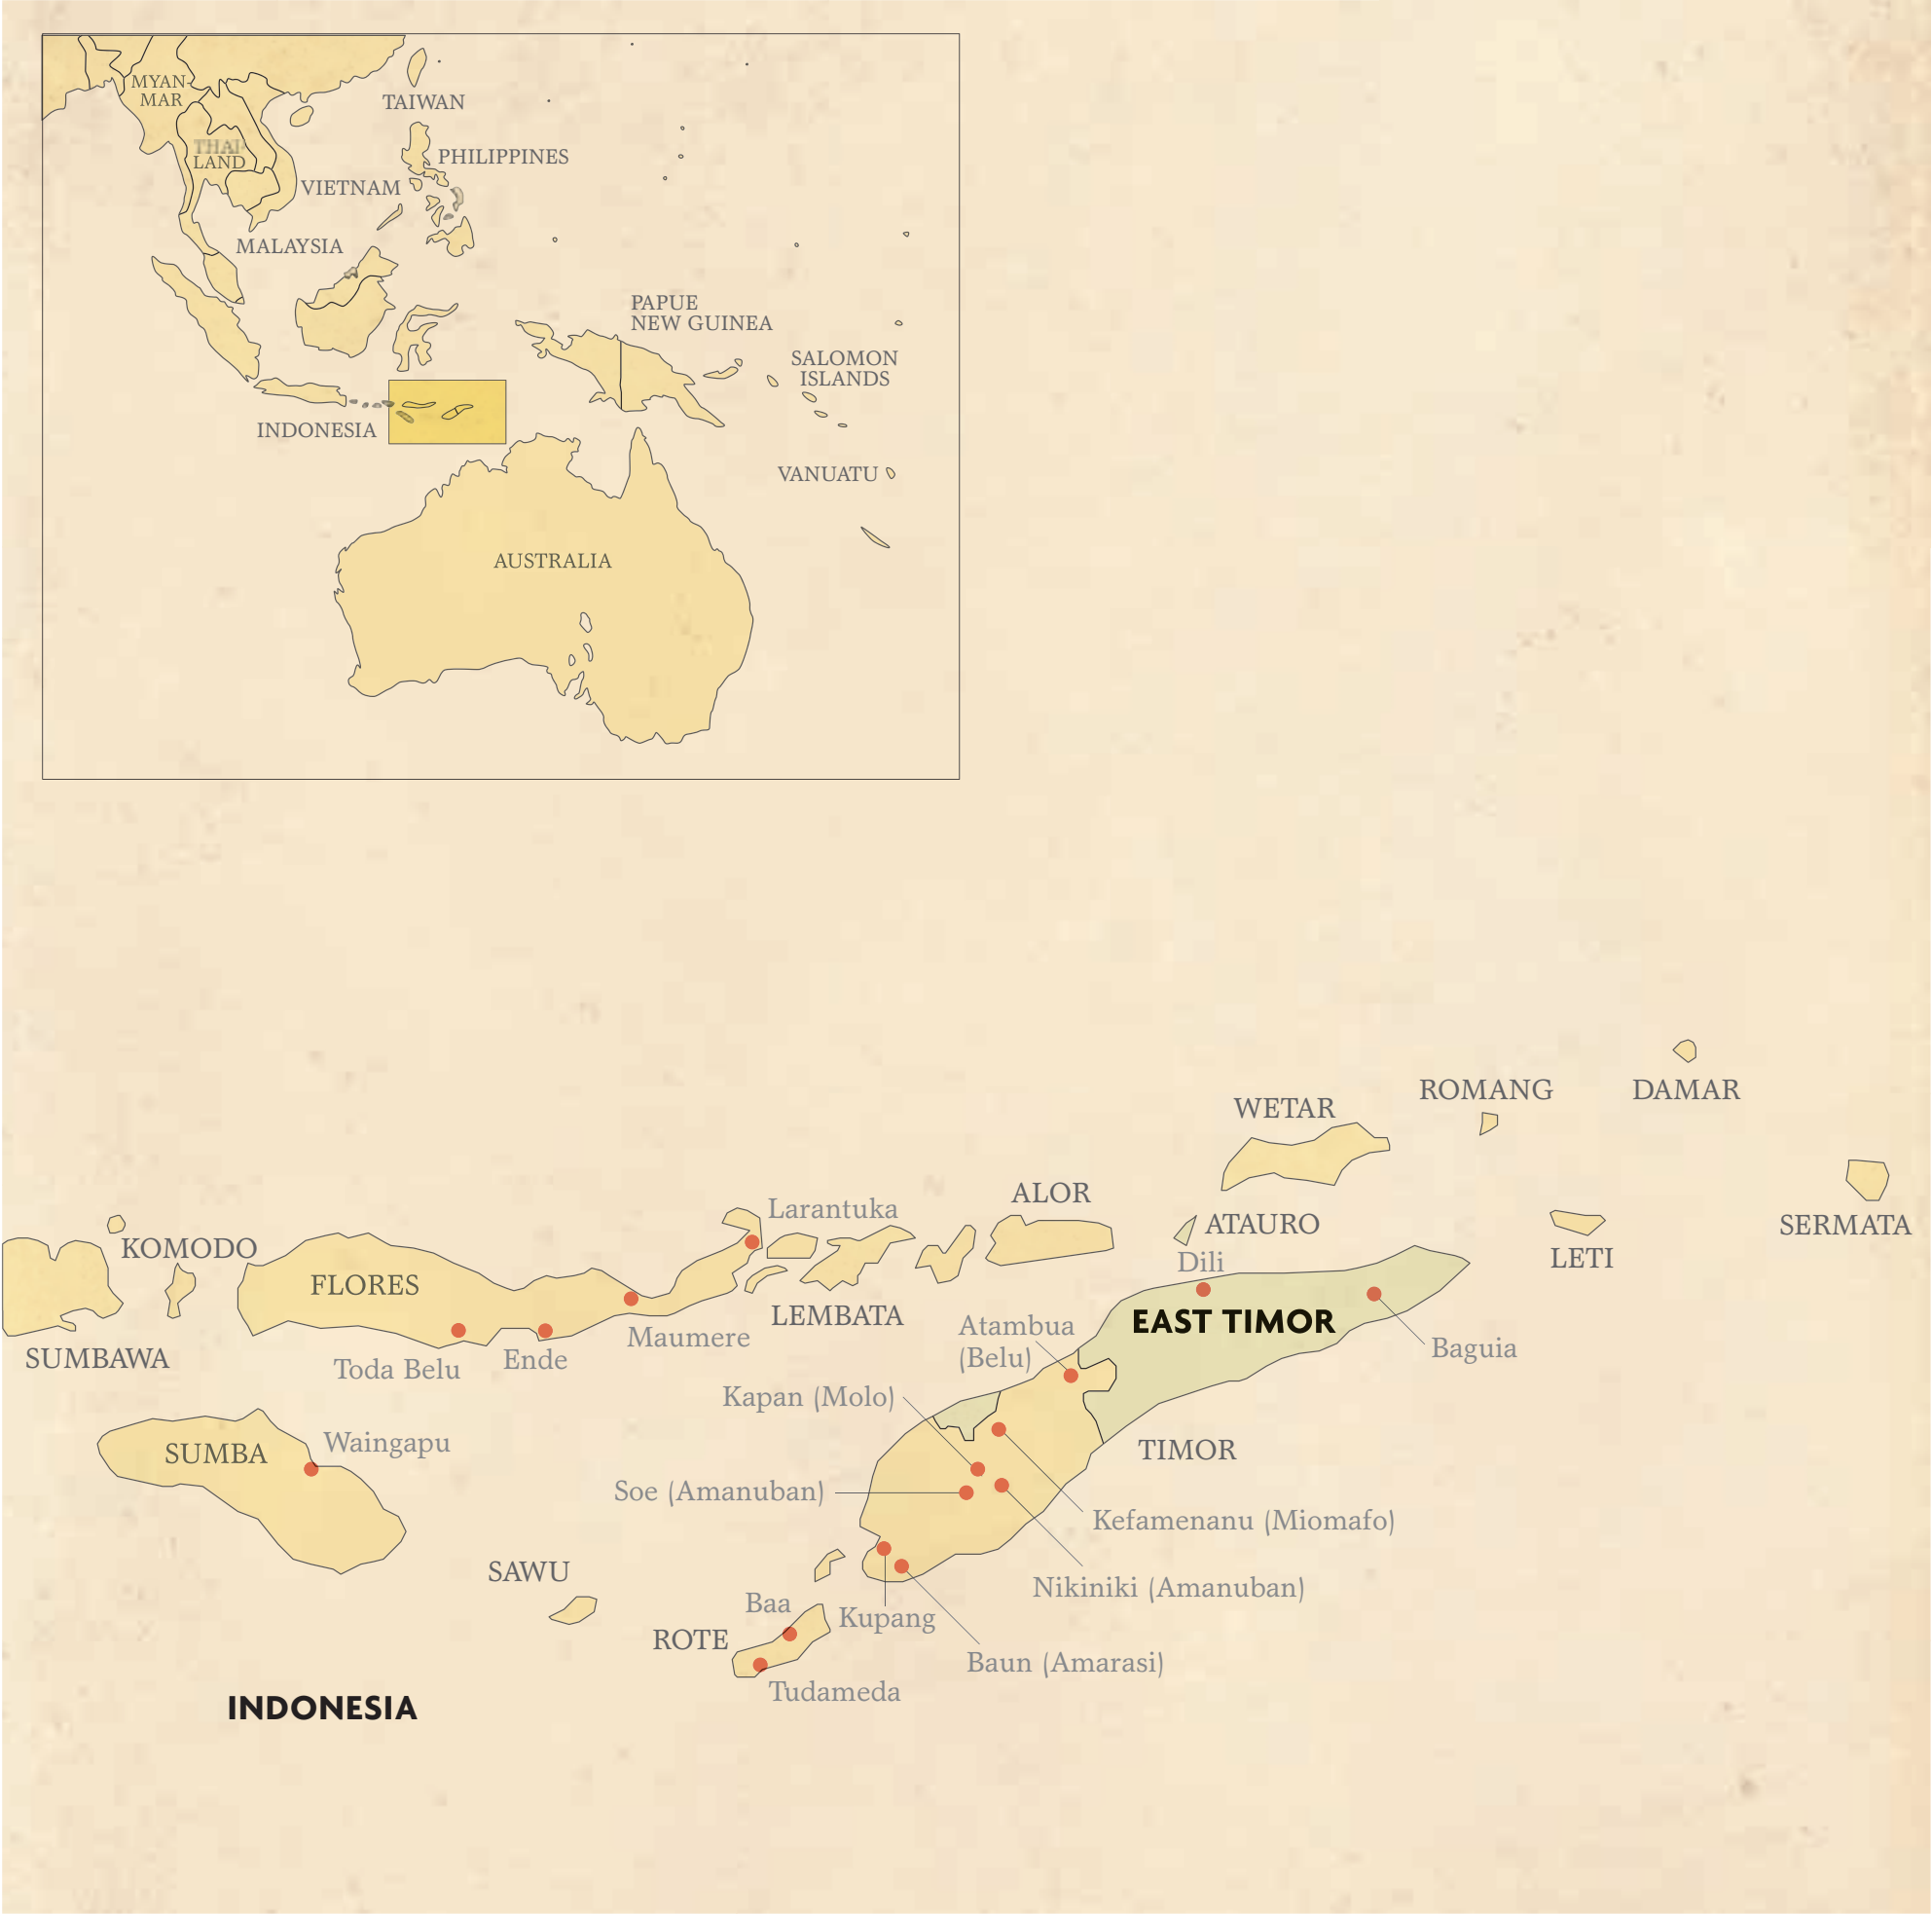 MYAN-
MAR
TAIWAN
THAI-
LAND
PHILIPPINES
VIETNAM
MALAYSIA
PAPUE
NEW GUINEA
SALOMON
ISLANDS
INDONESIA
VANUATU
AUSTRALIA
ROMANG
DAMAR
WETAR
ALOR
Larantuka
ATAURO
SERMATA
KOMODO
LETI
Dili
FLORES
LEMBATA
EAST TIMOR
Atambua
(Belu)
Maumere
Baguia
SUMBAWA
Ende
Toda Belu
Kapan (Molo)
Waingapu
SUMBA
TIMOR
Soe (Amanuban)
Kefamenanu (Miomafo)
SAWU
Nikiniki (Amanuban)
Baa
Kupang
ROTE
Baun (Amarasi)
Tudameda
INDONESIA